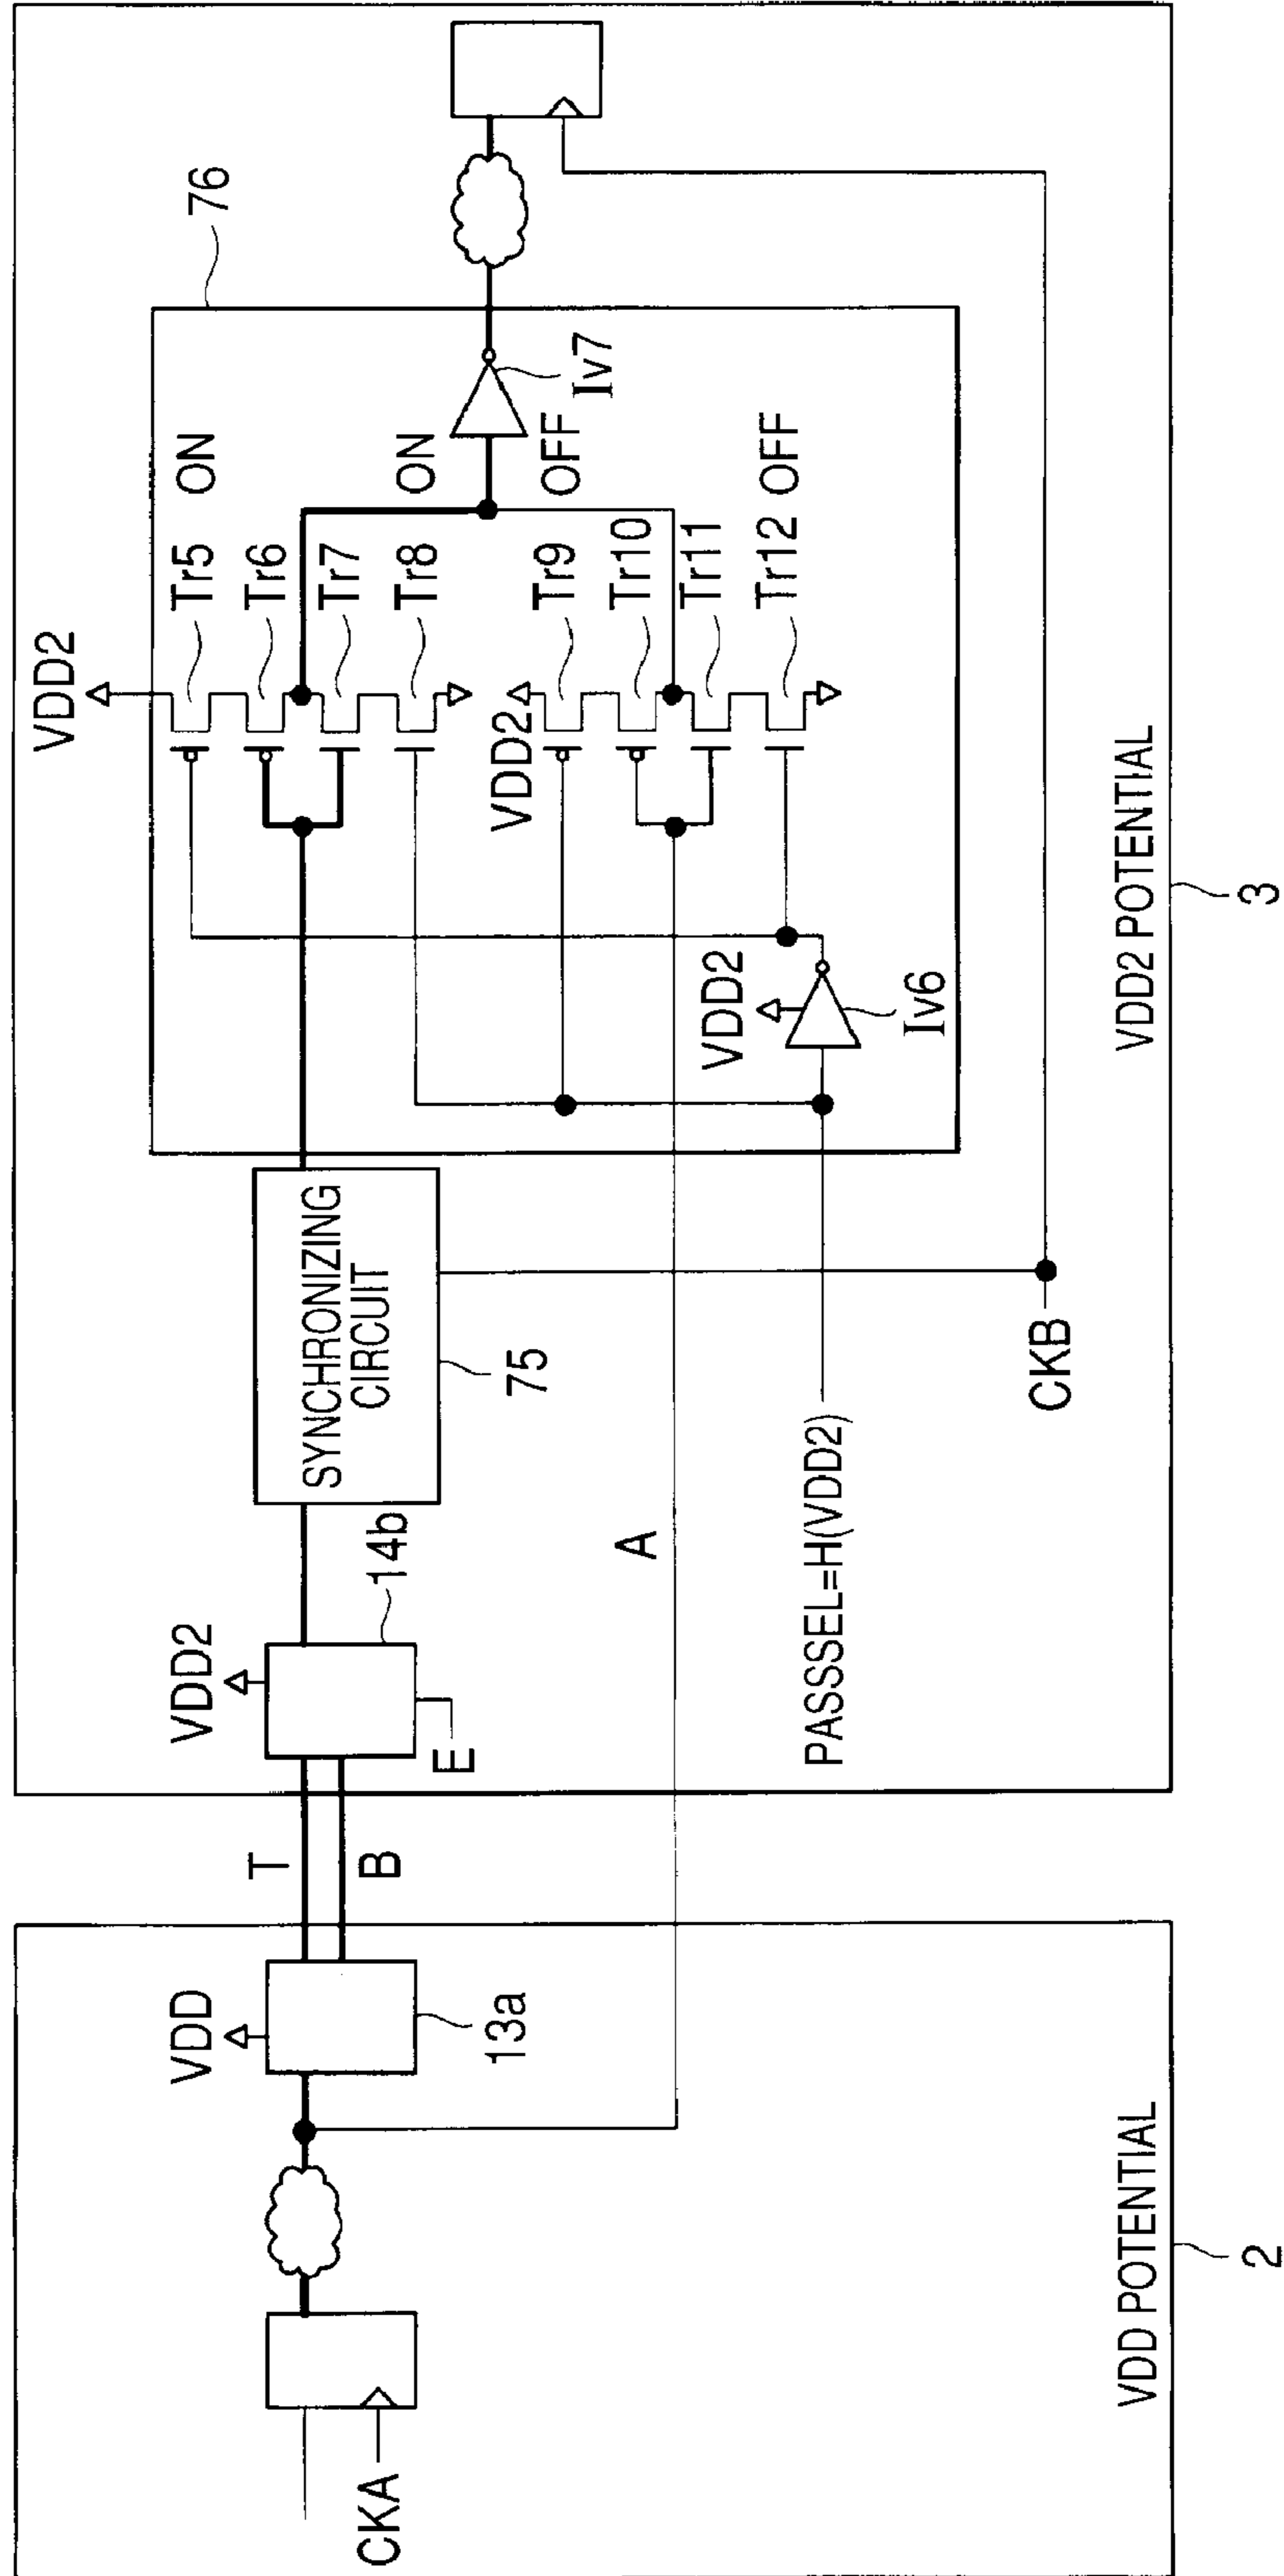 VDD2
76
Tr5
ON
Tr6
Tr7
ON
Tr8
Iv7
VDD2
Tr9
OFF
Tr10
Tr11
Tr12
OFF
VDD2
Iv6
VDD
T
B
13a
VDD2
14b
E
SYNCHRONIZING
CIRCUIT
75
A
PASSSEL=H(VDD2)
CKA
CKB
VDD POTENTIAL
2
VDD2 POTENTIAL
3